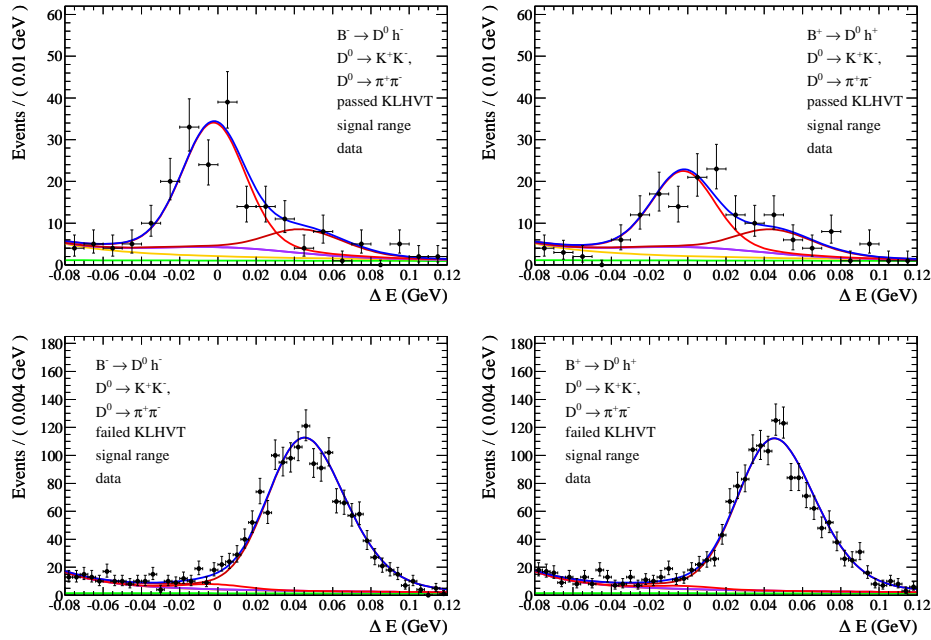 Events / ( 0.01 GeV )
60
50
40
30
20
10
0
B⁻ → D⁰ h⁻
D⁰ → K⁺K⁻,
D⁰ → π⁺π⁻
passed KLHVT
signal range
data
-0.08 -0.06 -0.04 -0.02 0 0.02 0.04 0.06 0.08 0.1 0.12
Δ E (GeV)
Events / ( 0.01 GeV )
60
50
40
30
20
10
0
B⁺ → D⁰ h⁺
D⁰ → K⁺K⁻,
D⁰ → π⁺π⁻
passed KLHVT
signal range
data
-0.08 -0.06 -0.04 -0.02 0 0.02 0.04 0.06 0.08 0.1 0.12
Δ E (GeV)
Events / ( 0.004 GeV )
180
160
140
120
100
80
60
40
20
0
B⁻ → D⁰ h⁻
D⁰ → K⁺K⁻,
D⁰ → π⁺π⁻
failed KLHVT
signal range
data
-0.08 -0.06 -0.04 -0.02 0 0.02 0.04 0.06 0.08 0.1 0.12
Δ E (GeV)
Events / ( 0.004 GeV )
180
160
140
120
100
80
60
40
20
0
B⁺ → D⁰ h⁺
D⁰ → K⁺K⁻,
D⁰ → π⁺π⁻
failed KLHVT
signal range
data
-0.08 -0.06 -0.04 -0.02 0 0.02 0.04 0.06 0.08 0.1 0.12
Δ E (GeV)